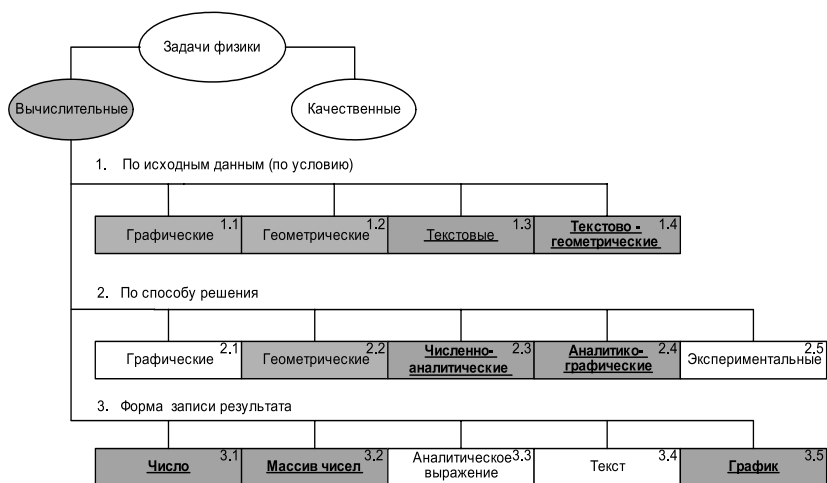 Задачи физики
Вычислительные
Качественные
1. По исходным данным (по условию)
Графические 1.1
Геометрические 1.2
Текстовые 1.3
Текстово - 1.4
геометрические
2. По способу решения
Графические 2.1
Геометрические 2.2
Численно- 2.3
аналитические
Аналитико- 2.4
графические
Экспериментальные 2.5
3. Форма записи результата
Число 3.1
Массив чисел 3.2
Аналитическое 3.3
выражение
Текст 3.4
График 3.5